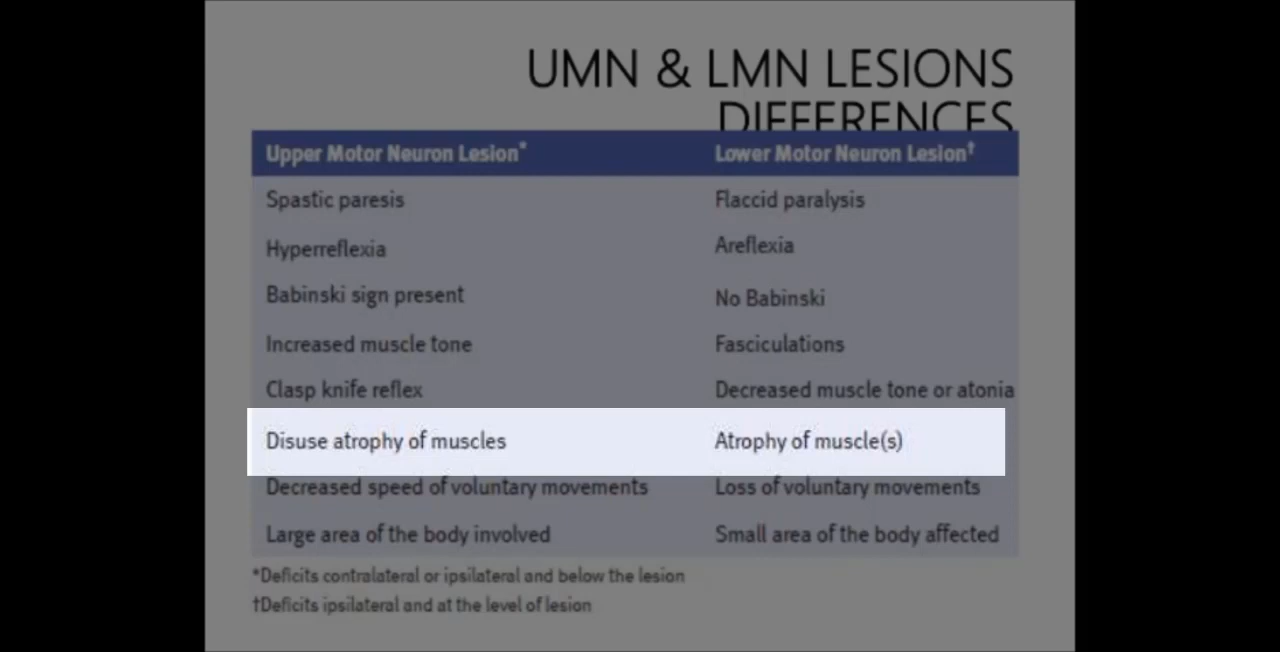 UMN & LMN LESIONS
DIFFERENCES
Upper Motor Neuron Lesion* Lower Motor Neuron Lesion†
Spastic paresis Flaccid paralysis
Hyperreflexia Areflexia
Babinski sign present No Babinski
Increased muscle tone Fasciculations
Clasp knife reflex Decreased muscle tone or atonia
Disuse atrophy of muscles Atrophy of muscle(s)
Decreased speed of voluntary movements Loss of voluntary movements
Large area of the body involved Small area of the body affected
*Deficits contralateral or ipsilateral and below the lesion
†Deficits ipsilateral and at the level of lesion